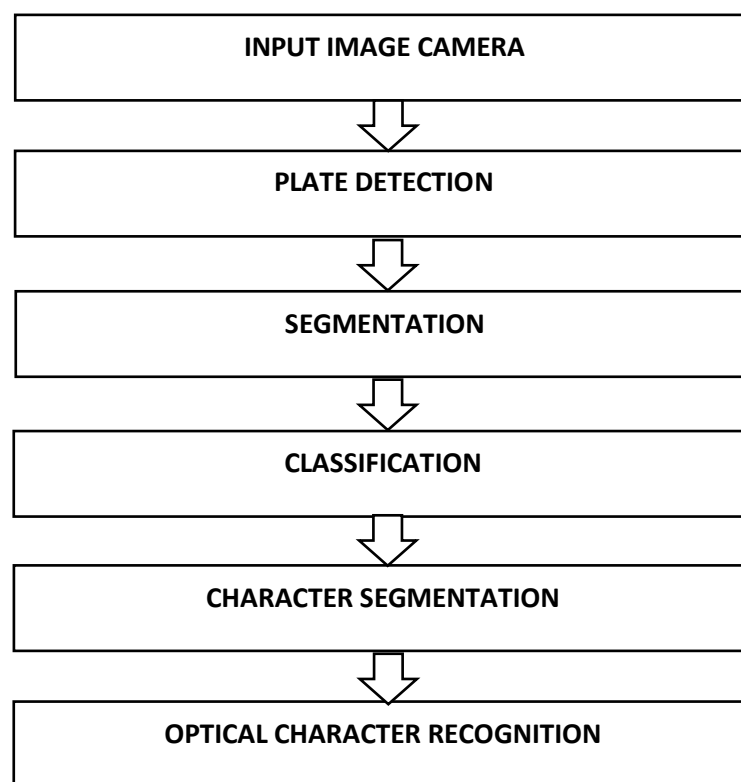 INPUT IMAGE CAMERA
PLATE DETECTION
SEGMENTATION
CLASSIFICATION
CHARACTER SEGMENTATION
OPTICAL CHARACTER RECOGNITION